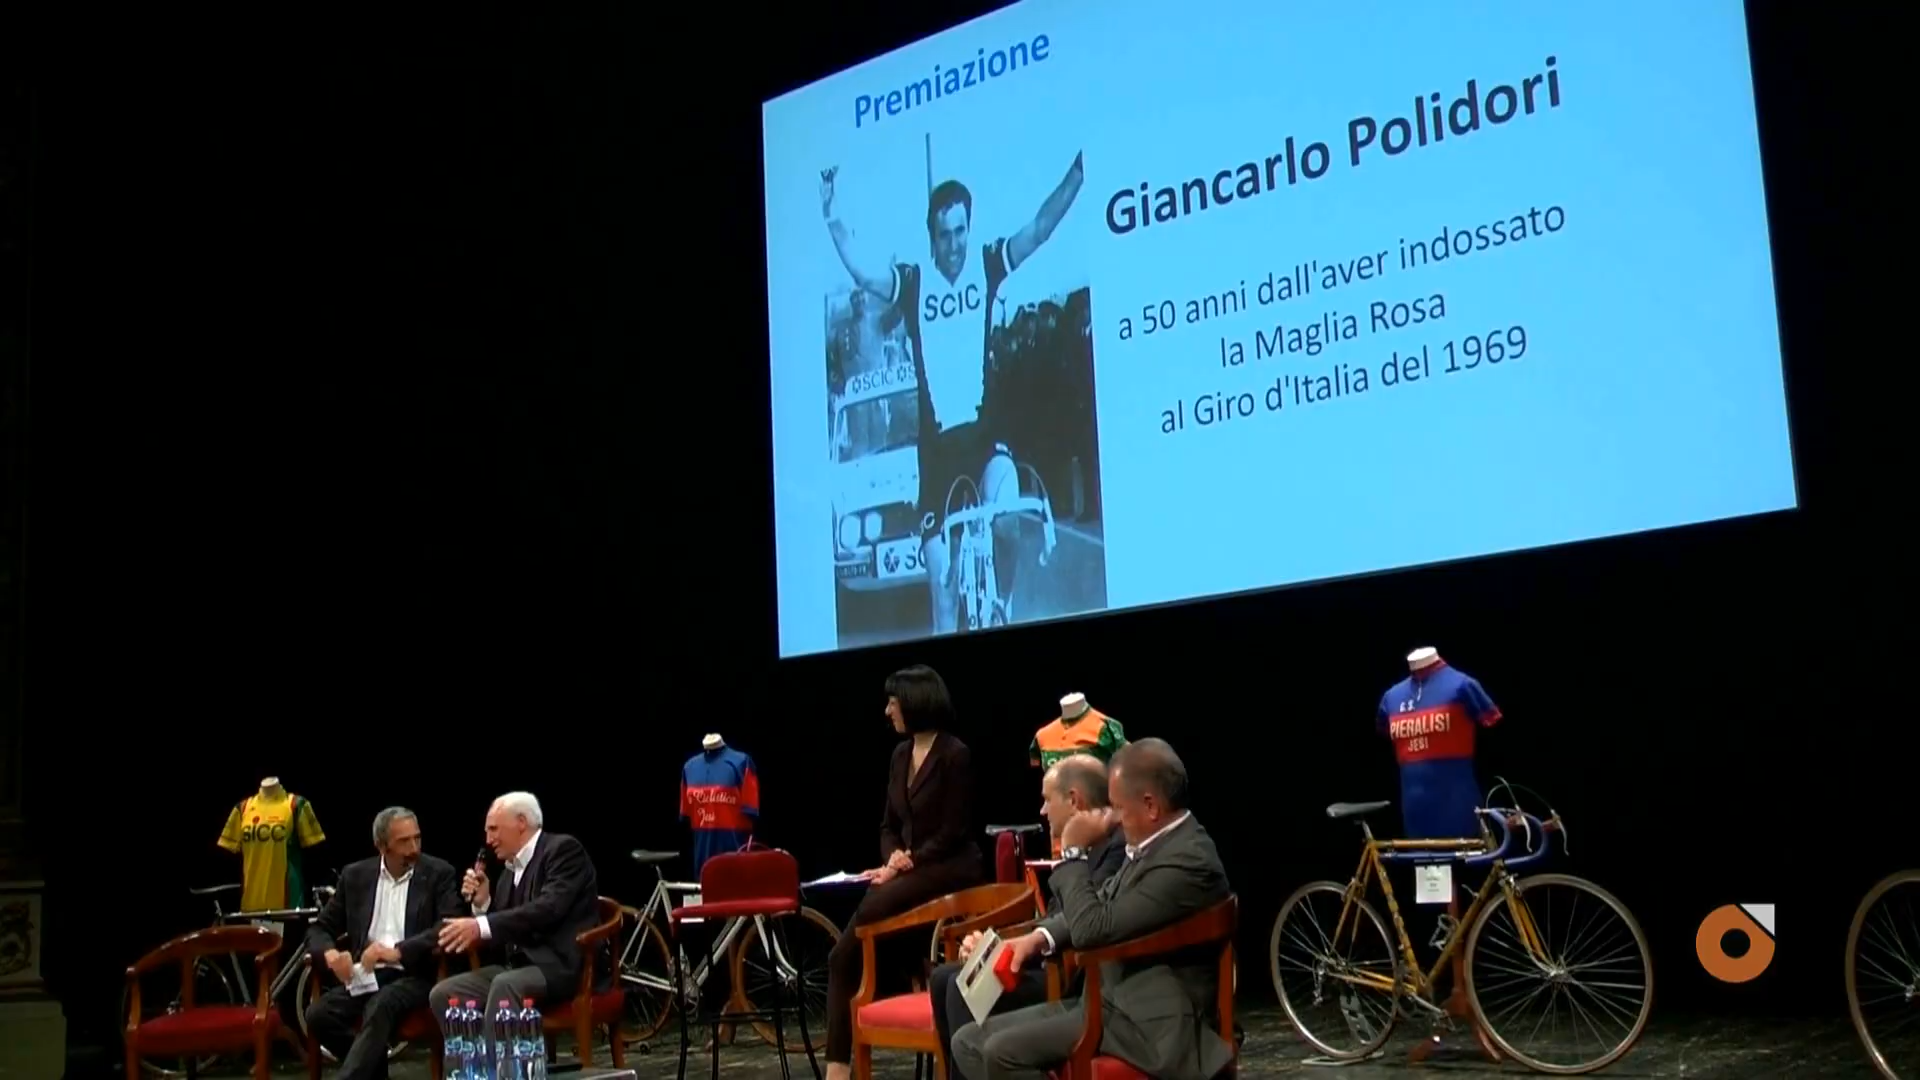 Premiazione
Giancarlo Polidori
a 50 anni dall'aver indossato
la Maglia Rosa
al Giro d'Italia del 1969
SCIC
SCIC
G.S.
PIERALISI
JESI
Ciclistica
Jesi
SICC